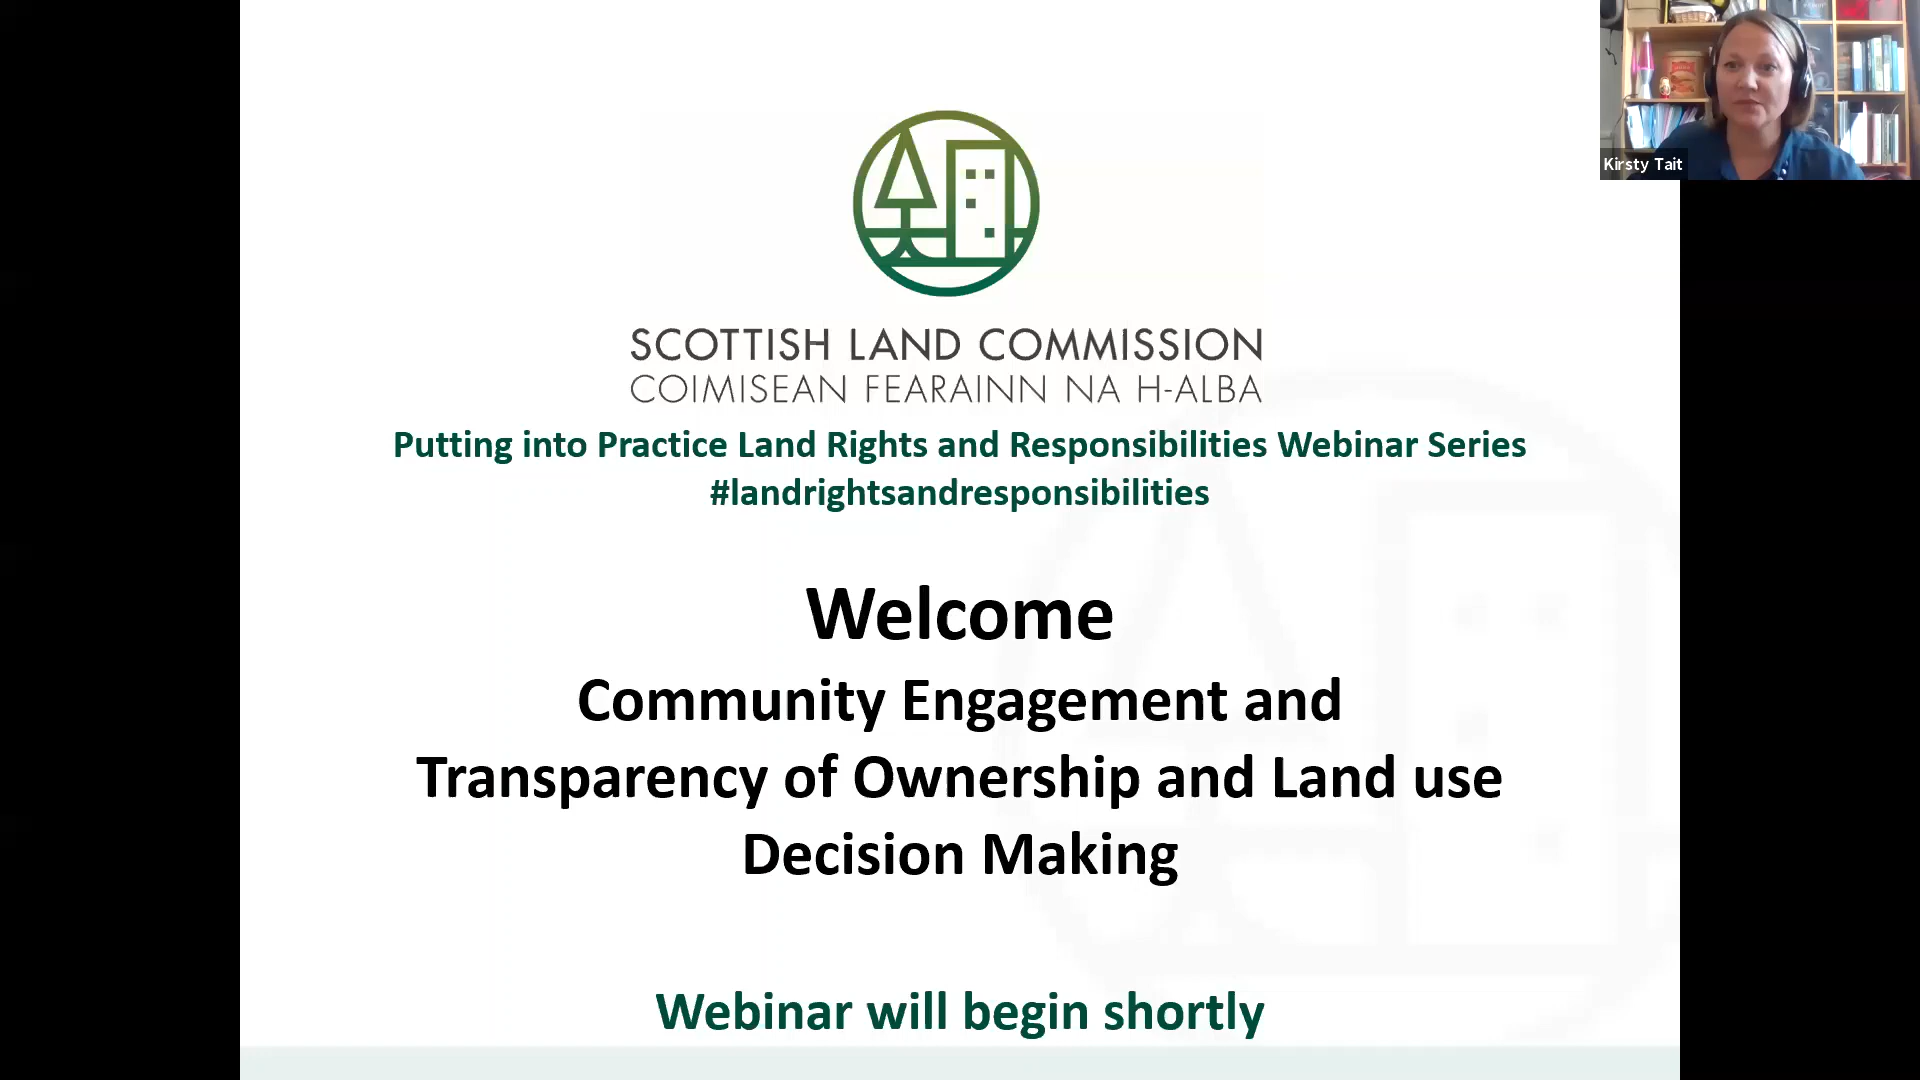 SCOTTISH LAND COMMISSION
COIMISEAN FEARAINN NA H-ALBA
Putting into Practice Land Rights and Responsibilities Webinar Series
#landrightsandresponsibilities
Welcome
Community Engagement and
Transparency of Ownership and Land use
Decision Making
Webinar will begin shortly
Kirsty Tait